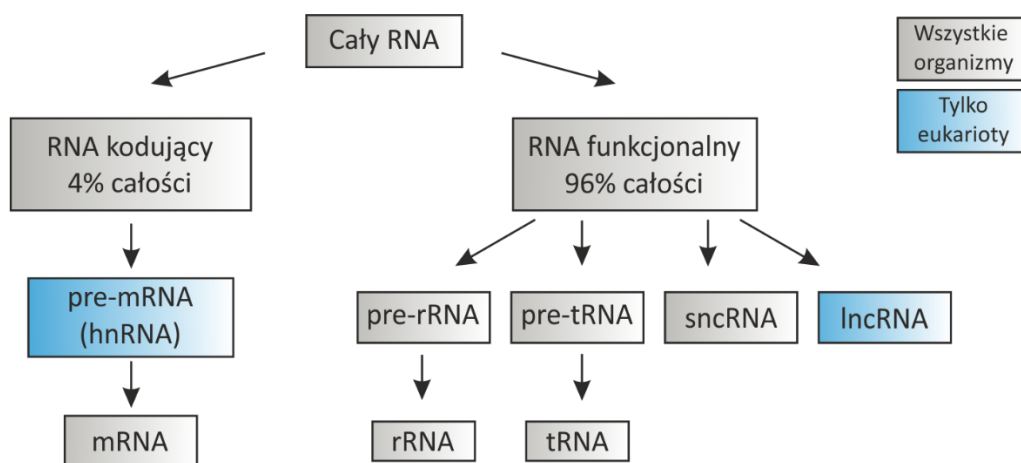 Cały RNA
Wszystkie
organizmy
Tylko
eukarioty
RNA kodujący
4% całości
RNA funkcjonalny
96% całości
pre-mRNA
(hnRNA)
pre-rRNA
pre-tRNA
sncRNA
lncRNA
mRNA
rRNA
tRNA